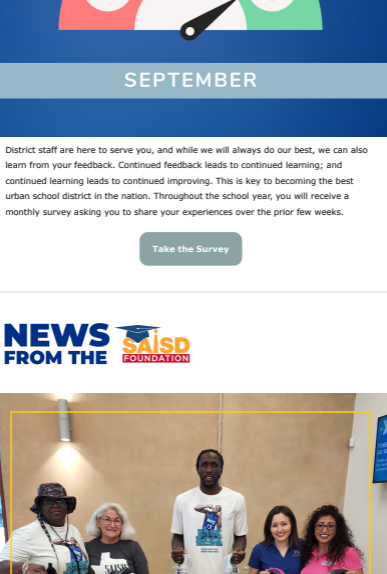 SEPTEMBER
District staff are here to serve you, and while we will always do our best, we can also
learn from your feedback. Continued feedback leads to continued learning; and
continued learning leads to continued improving. This is key to becoming the best
urban school district in the nation. Throughout the school year, you will receive a
monthly survey asking you to share your experiences over the prior few weeks.
Take the Survey
NEWS
FROM THE
SAISD
FOUNDATION
SAISD